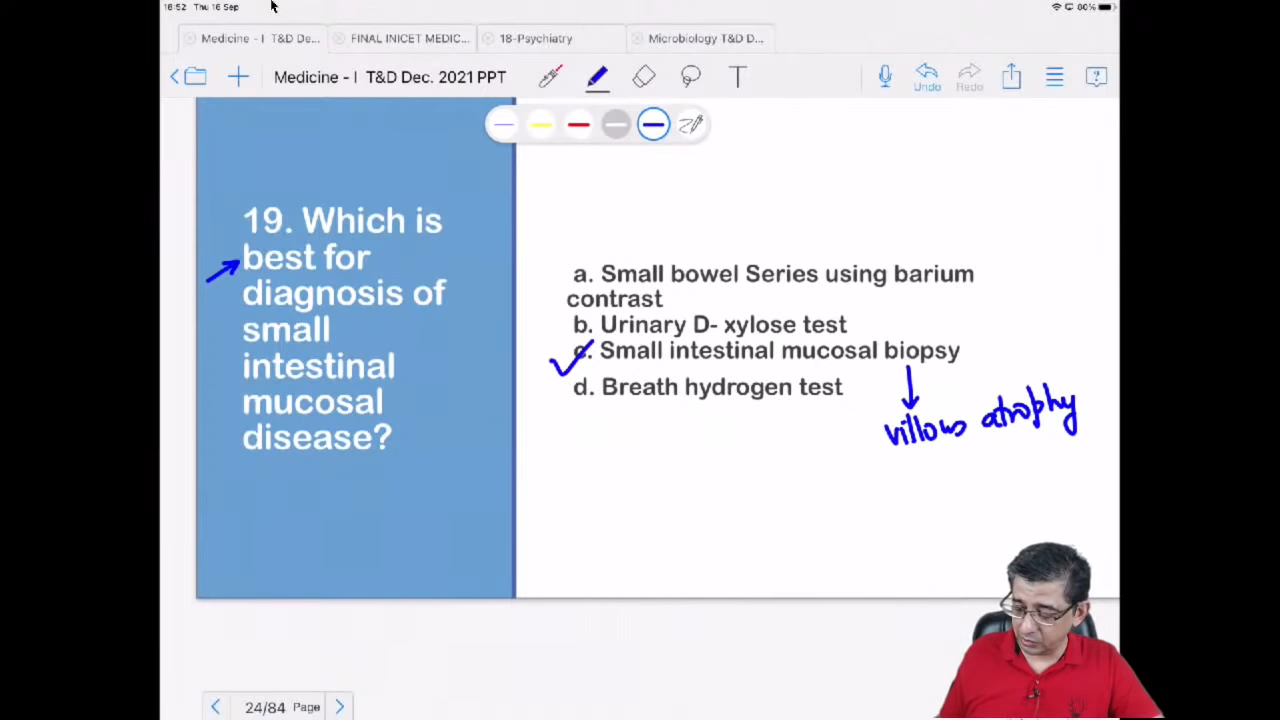 16:52 Thu 16 Sep
80%
Medicine - I T&D De...
FINAL INICET MEDIC...
18-Psychiatry
Microbiology T&D D...
Medicine - I T&D Dec. 2021 PPT
T
Undo
Redo
19. Which is
best for
diagnosis of
small
intestinal
mucosal
disease?
a. Small bowel Series using barium
contrast
b. Urinary D- xylose test
c. Small intestinal mucosal biopsy
d. Breath hydrogen test
villous atrophy
24/84 Page